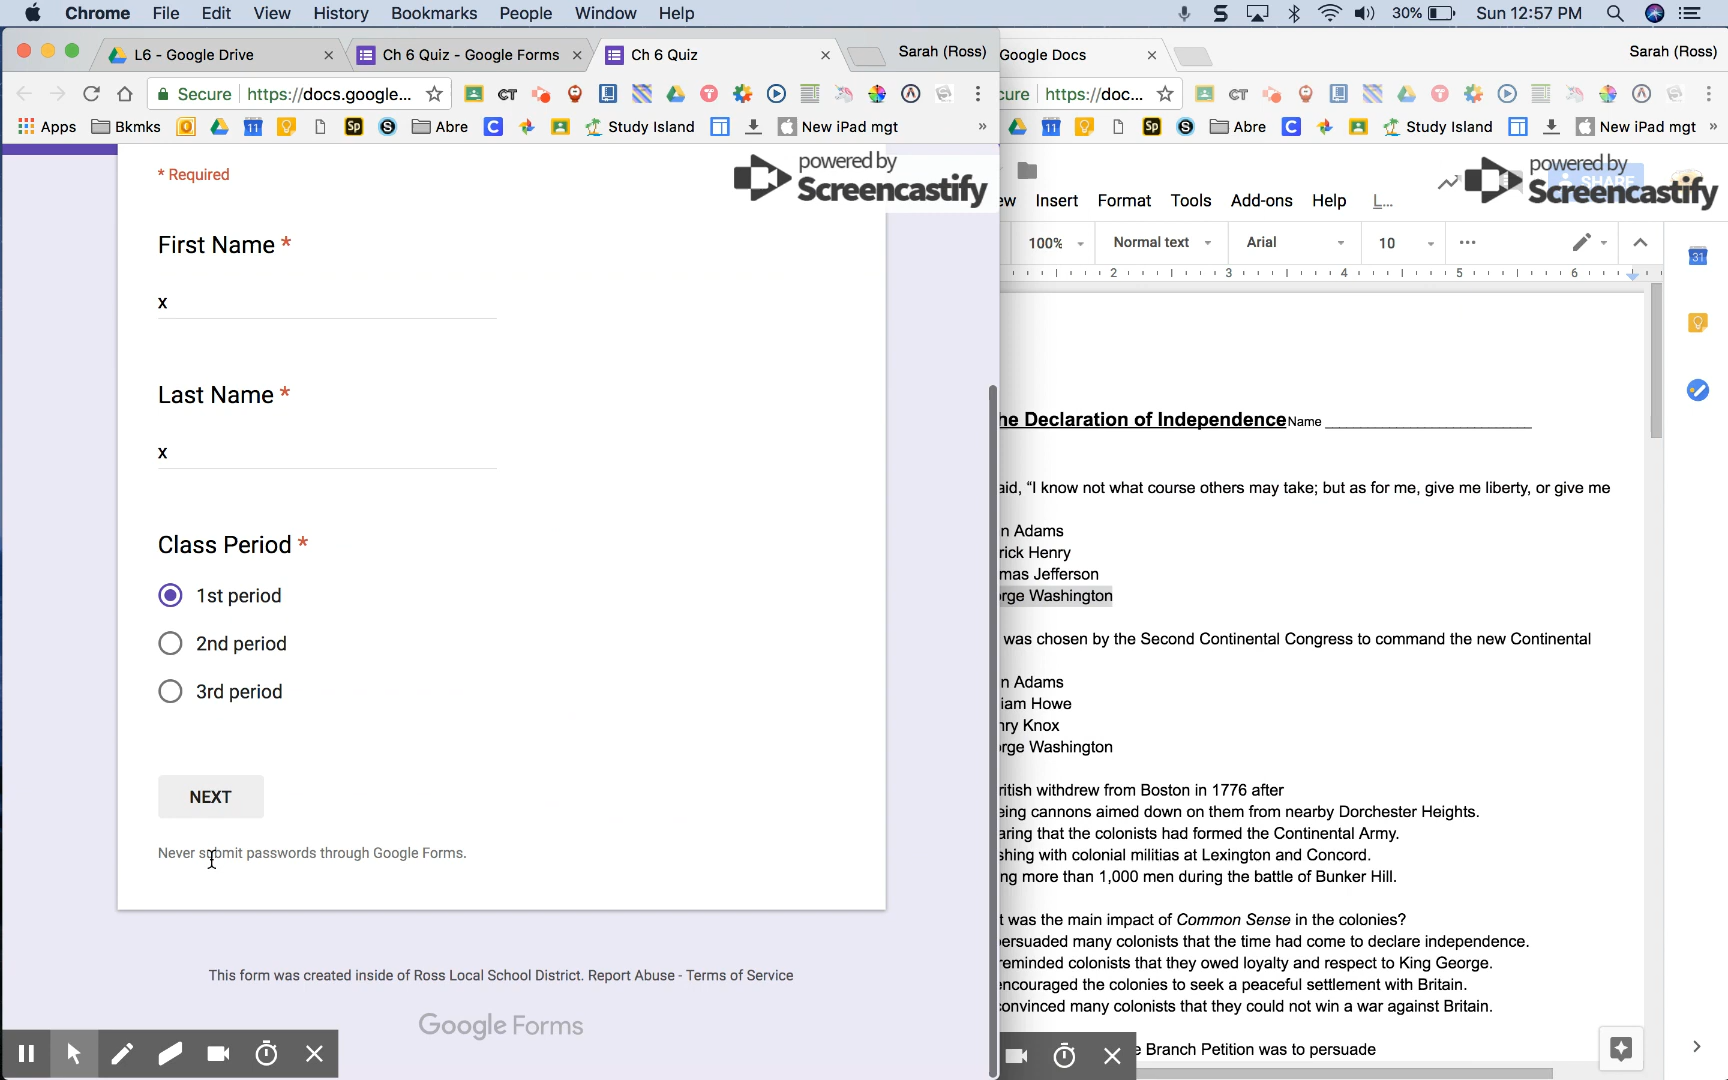 Chrome File Edit View History Bookmarks People Window Help
30% Sun 12:57 PM
L6 - Google Drive
Ch 6 Quiz - Google Forms
Ch 6 Quiz
Sarah (Ross)
Google Docs
Sarah (Ross)
Secure https://docs.google...
cure https://doc...
Apps Bkmks Abre Study Island New iPad mgt »
Abre Study Island New iPad mgt »
* Required
powered by
Screencastify
First Name *
x
Last Name *
x
Class Period *
1st period
2nd period
3rd period
NEXT
Never submit passwords through Google Forms.
This form was created inside of Ross Local School District. Report Abuse - Terms of Service
Google Forms
powered by
Screencastify
SHARE
ew Insert Format Tools Add-ons Help L...
100% Normal text Arial 10
2 3 4 5 6
he Declaration of Independence Name
aid, “I know not what course others may take; but as for me, give me liberty, or give me
n Adams
rick Henry
mas Jefferson
rge Washington
was chosen by the Second Continental Congress to command the new Continental
n Adams
iam Howe
nry Knox
rge Washington
ritish withdrew from Boston in 1776 after
eing cannons aimed down on them from nearby Dorchester Heights.
aring that the colonists had formed the Continental Army.
shing with colonial militias at Lexington and Concord.
ng more than 1,000 men during the battle of Bunker Hill.
t was the main impact of Common Sense in the colonies?
ersuaded many colonists that the time had come to declare independence.
reminded colonists that they owed loyalty and respect to King George.
encouraged the colonies to seek a peaceful settlement with Britain.
convinced many colonists that they could not win a war against Britain.
e Branch Petition was to persuade